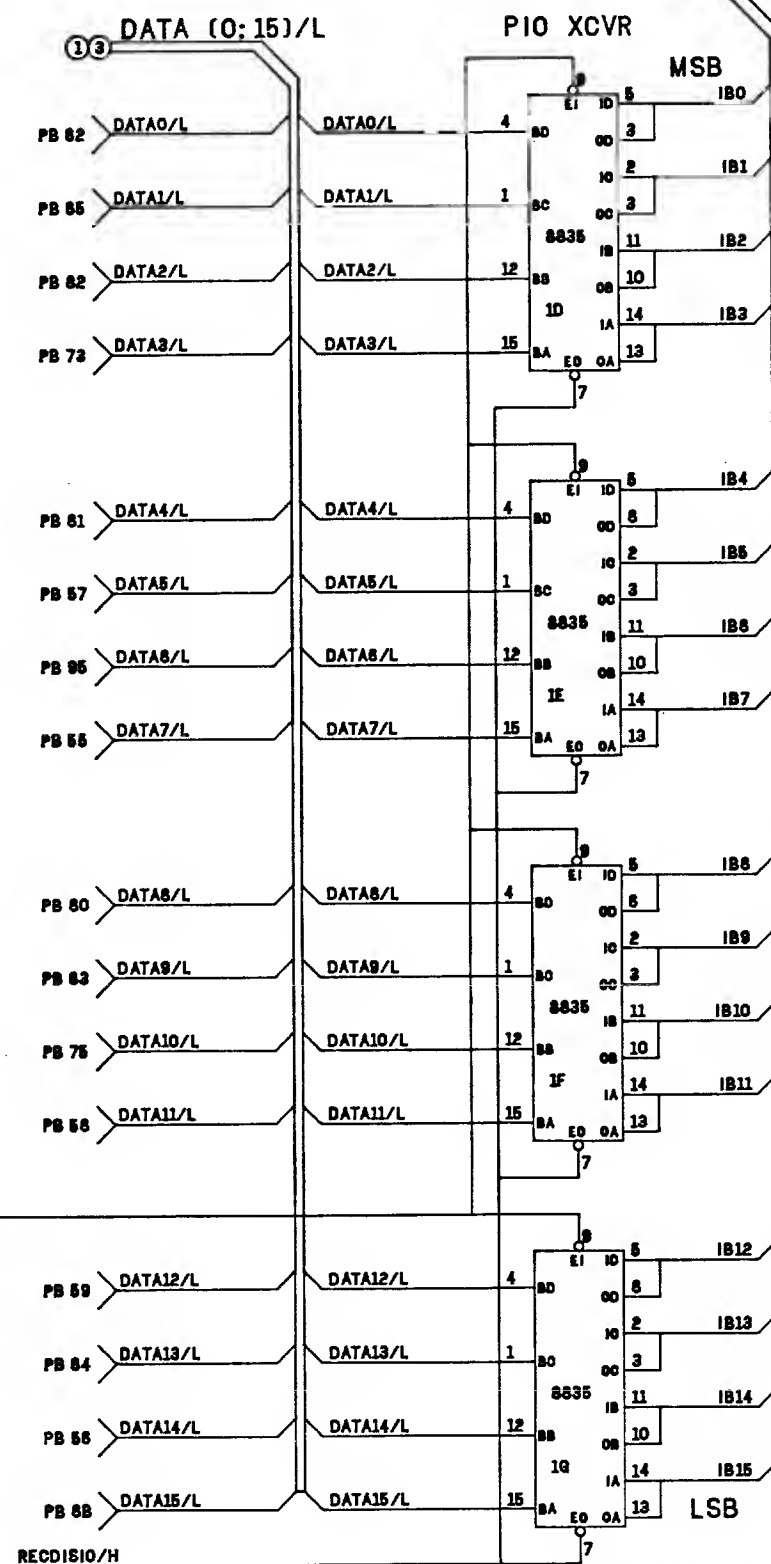 DATA (0:15)/L PIO XCVR
1 3
MSB
9
EI ID 5 IB0
PB 62 DATA0/L DATA0/L 4 BD
OD 3
IC 2 IB1
PB 65 DATA1/L DATA1/L 1 BC
OC 3
8835
IB 11 IB2
PB 82 DATA2/L DATA2/L 12 BB
OB 10
1D
IA 14 IB3
PB 73 DATA3/L DATA3/L 15 BA
EO OA 13
7
9
EI ID 5 IB4
PB 61 DATA4/L DATA4/L 4 BD
OD 6
IC 2 IB5
PB 57 DATA5/L DATA5/L 1 BC
OC 3
8835
IB 11 IB6
PB 95 DATA6/L DATA6/L 12 BB
OB 10
1E
IA 14 IB7
PB 55 DATA7/L DATA7/L 15 BA
EO OA 13
7
9
EI ID 5 IB8
PB 60 DATA8/L DATA8/L 4 BD
OD 6
IC 2 IB9
PB 63 DATA9/L DATA9/L 1 BC
OC 3
8835
IB 11 IB10
PB 75 DATA10/L DATA10/L 12 BB
OB 10
1F
IA 14 IB11
PB 58 DATA11/L DATA11/L 15 BA
EO OA 13
7
9
EI ID 5 IB12
PB 59 DATA12/L DATA12/L 4 BD
OD 6
IC 2 IB13
PB 64 DATA13/L DATA13/L 1 BC
OC 3
8835
IB 11 IB14
PB 56 DATA14/L DATA14/L 12 BB
OB 10
1G
IA 14 IB15
PB 68 DATA15/L DATA15/L 15 BA
EO OA 13 LSB
7
RECDISIO/H